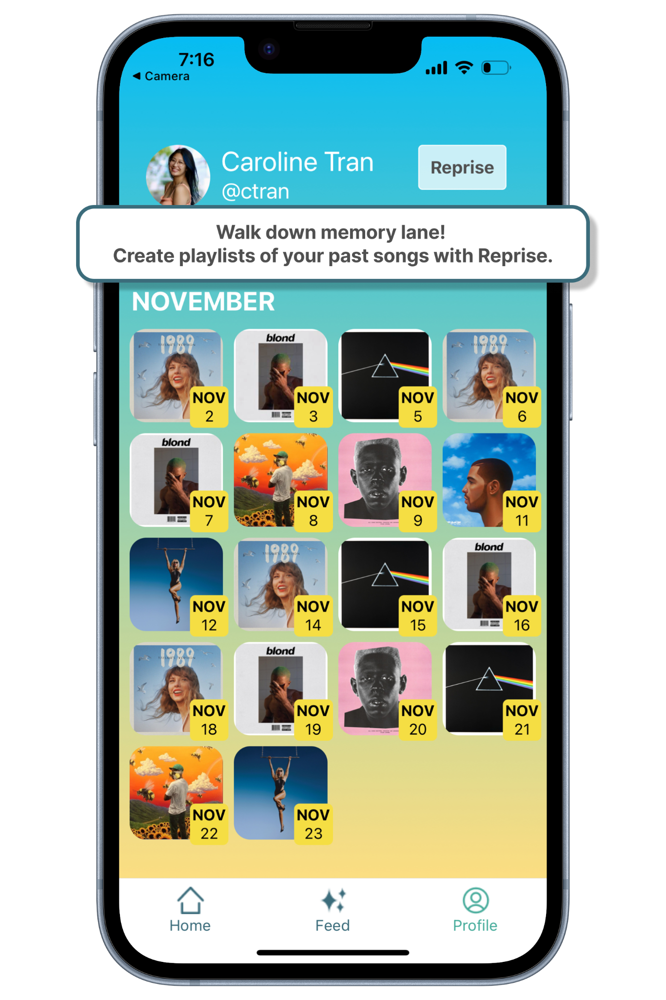 7:16
◀ Camera
Caroline Tran
@ctran
Reprise
Walk down memory lane!
Create playlists of your past songs with Reprise.
NOVEMBER
1989
TAYLOR'S VERSION
NOV
2
blond
NOV
3
NOV
5
1989
TAYLOR'S VERSION
NOV
6
blond
NOV
7
NOV
8
NOV
9
NOV
11
NOV
12
1989
TAYLOR'S VERSION
NOV
14
NOV
15
blond
NOV
16
1989
TAYLOR'S VERSION
NOV
18
blond
NOV
19
NOV
20
NOV
21
NOV
22
NOV
23
Home
Feed
Profile